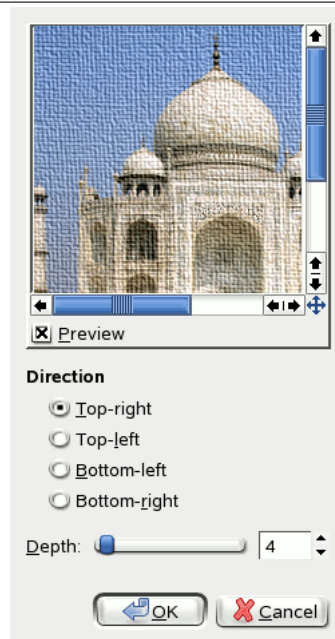 Preview
Direction
Top-right
Top-left
Bottom-left
Bottom-right
Depth: 4
OK Cancel